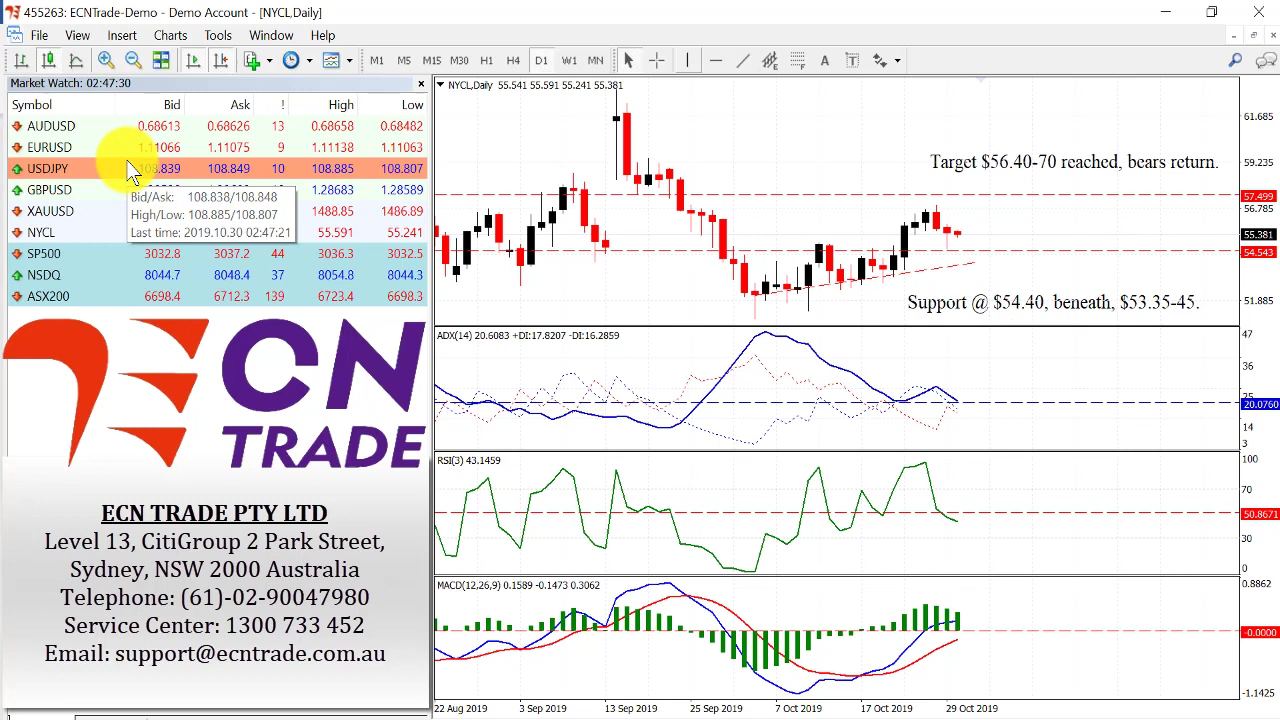 455263: ECNTrade-Demo - Demo Account - [NYCL,Daily]
File View Insert Charts Tools Window Help
M1 M5 M15 M30 H1 H4 D1 W1 MN
Market Watch: 02:47:30
Symbol Bid Ask ! High Low
AUDUSD 0.68613 0.68626 13 0.68658 0.68482
EURUSD 1.11066 1.11075 9 1.11138 1.11063
USDJPY 108.839 108.849 10 108.885 108.807
GBPUSD 1.28683 1.28589
XAUUSD 1488.85 1486.89
NYCL 55.591 55.241
SP500 3032.8 3037.2 44 3036.3 3032.5
NSDQ 8044.7 8048.4 37 8054.8 8044.3
ASX200 6698.4 6712.3 139 6723.4 6698.3
Bid/Ask: 108.838/108.848
High/Low: 108.885/108.807
Last time: 2019.10.30 02:47:21
ECN
TRADE
ECN TRADE PTY LTD
Level 13, CitiGroup 2 Park Street,
Sydney, NSW 2000 Australia
Telephone: (61)-02-90047980
Service Center: 1300 733 452
Email: support@ecntrade.com.au
NYCL,Daily 55.541 55.591 55.241 55.381
Target $56.40-70 reached, bears return.
Support @ $54.40, beneath, $53.35-45.
61.685
59.235
57.499
56.785
55.381
54.543
51.885
ADX(14) 20.6083 +DI:17.8207 -DI:16.2859
47
36
25
20.0760
14
3
RSI(3) 43.1459
100
70
50.8671
30
0
MACD(12,26,9) 0.1589 -0.1473 0.3062
0.8862
-0.0000
-1.1425
22 Aug 2019 3 Sep 2019 13 Sep 2019 25 Sep 2019 7 Oct 2019 17 Oct 2019 29 Oct 2019